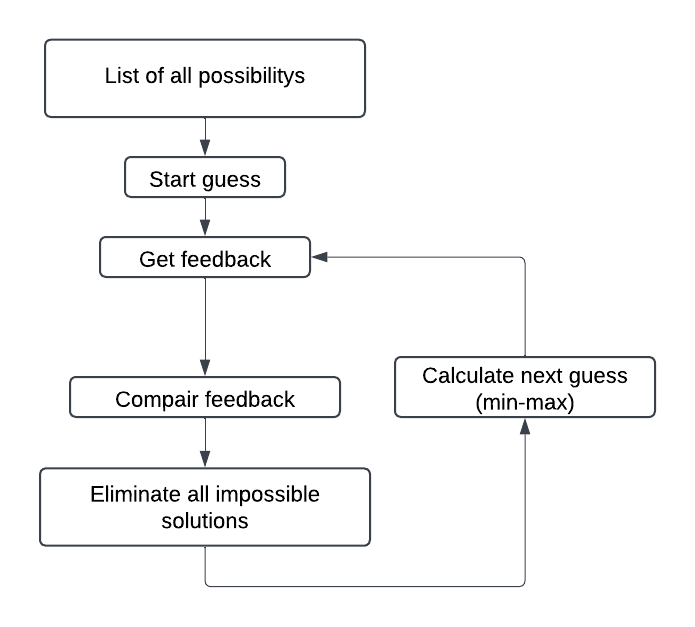 List of all possibilitys
Start guess
Get feedback
Compair feedback
Calculate next guess
(min-max)
Eliminate all impossible
solutions